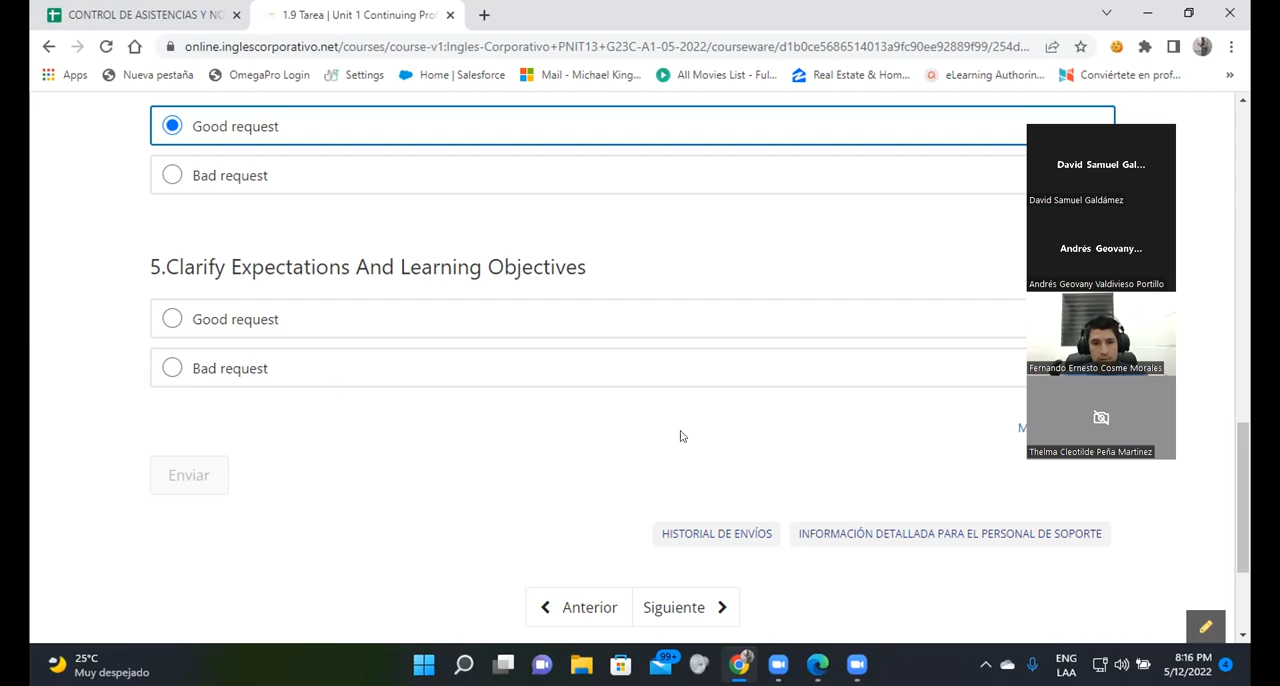 CONTROL DE ASISTENCIAS Y NO
1.9 Tarea | Unit 1 Continuing Pro
online.inglescorporativo.net/courses/course-v1:Ingles-Corporativo+PNIT13+G23C-A1-05-2022/courseware/d1b0ce5686514013a9fc90ee92889f99/254d...
Apps
Nueva pestaña
OmegaPro Login
Settings
Home | Salesforce
Mail - Michael King...
All Movies List - Ful...
Real Estate & Hom...
eLearning Authorin...
Conviértete en prof...
»
Good request
Bad request
5.Clarify Expectations And Learning Objectives
Good request
Bad request
M
Enviar
HISTORIAL DE ENVÍOS
INFORMACIÓN DETALLADA PARA EL PERSONAL DE SOPORTE
Anterior
Siguiente
David Samuel Gal...
David Samuel Galdámez
Andrés Geovany...
Andrés Geovany Valdivieso Portillo
Fernando Ernesto Cosme Morales
Thelma Cleotilde Peña Martinez
25°C
Muy despejado
99+
ENG
LAA
8:16 PM
5/12/2022
4